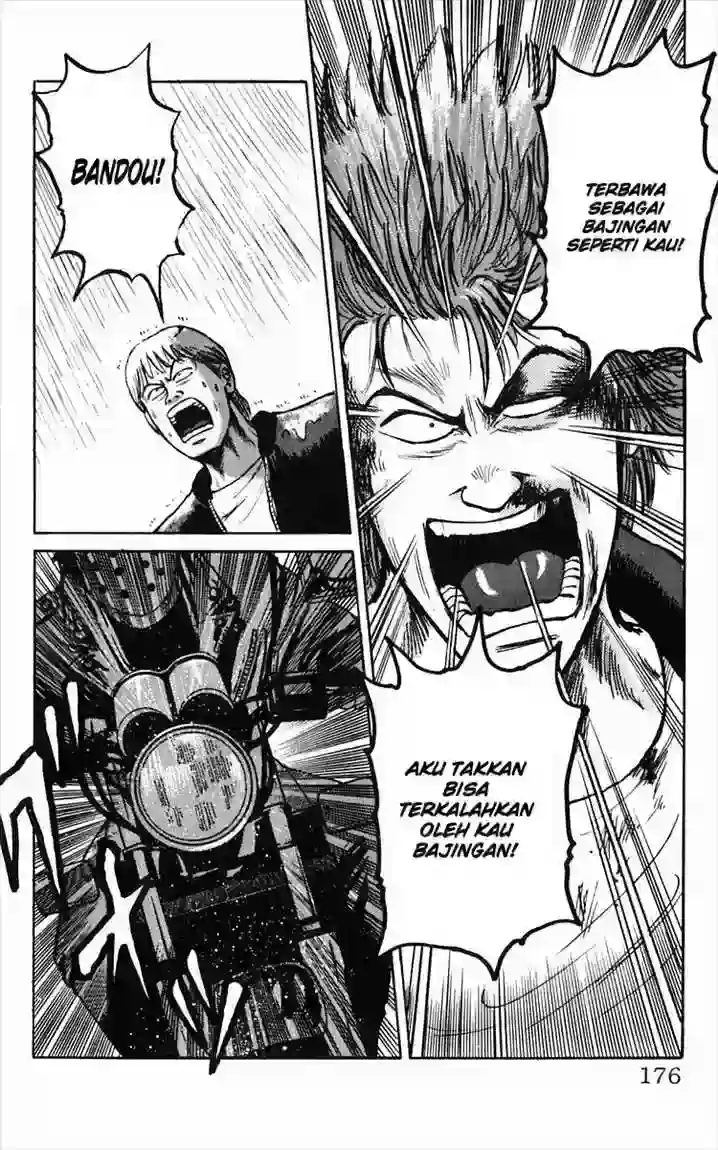 TERBAWA
SEBAGAI
BAJINGAN
SEPERTI KAU!
AKU TAKKAN
BISA
TERKALAHKAN
OLEH KAU
BAJINGAN!
BANDOU!
176